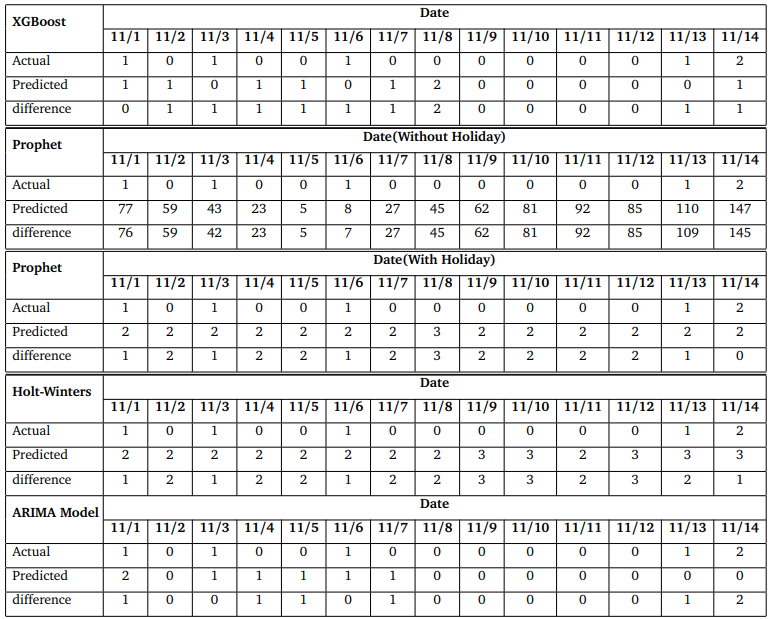 XGBoost Date
11/1 11/2 11/3 11/4 11/5 11/6 11/7 11/8 11/9 11/10 11/11 11/12 11/13 11/14
Actual 1 0 1 0 0 1 0 0 0 0 0 0 1 2
Predicted 1 1 0 1 1 0 1 2 0 0 0 0 0 1
difference 0 1 1 1 1 1 1 2 0 0 0 0 1 1
Prophet Date(Without Holiday)
11/1 11/2 11/3 11/4 11/5 11/6 11/7 11/8 11/9 11/10 11/11 11/12 11/13 11/14
Actual 1 0 1 0 0 1 0 0 0 0 0 0 1 2
Predicted 77 59 43 23 5 8 27 45 62 81 92 85 110 147
difference 76 59 42 23 5 7 27 45 62 81 92 85 109 145
Prophet Date(With Holiday)
11/1 11/2 11/3 11/4 11/5 11/6 11/7 11/8 11/9 11/10 11/11 11/12 11/13 11/14
Actual 1 0 1 0 0 1 0 0 0 0 0 0 1 2
Predicted 2 2 2 2 2 2 2 3 2 2 2 2 2 2
difference 1 2 1 2 2 1 2 3 2 2 2 2 1 0
Holt-Winters Date
11/1 11/2 11/3 11/4 11/5 11/6 11/7 11/8 11/9 11/10 11/11 11/12 11/13 11/14
Actual 1 0 1 0 0 1 0 0 0 0 0 0 1 2
Predicted 2 2 2 2 2 2 2 2 3 3 2 3 3 3
difference 1 2 1 2 2 1 2 2 3 3 2 3 2 1
ARIMA Model Date
11/1 11/2 11/3 11/4 11/5 11/6 11/7 11/8 11/9 11/10 11/11 11/12 11/13 11/14
Actual 1 0 1 0 0 1 0 0 0 0 0 0 1 2
Predicted 2 0 1 1 1 1 1 0 0 0 0 0 0 0
difference 1 0 0 1 1 0 1 0 0 0 0 0 1 2